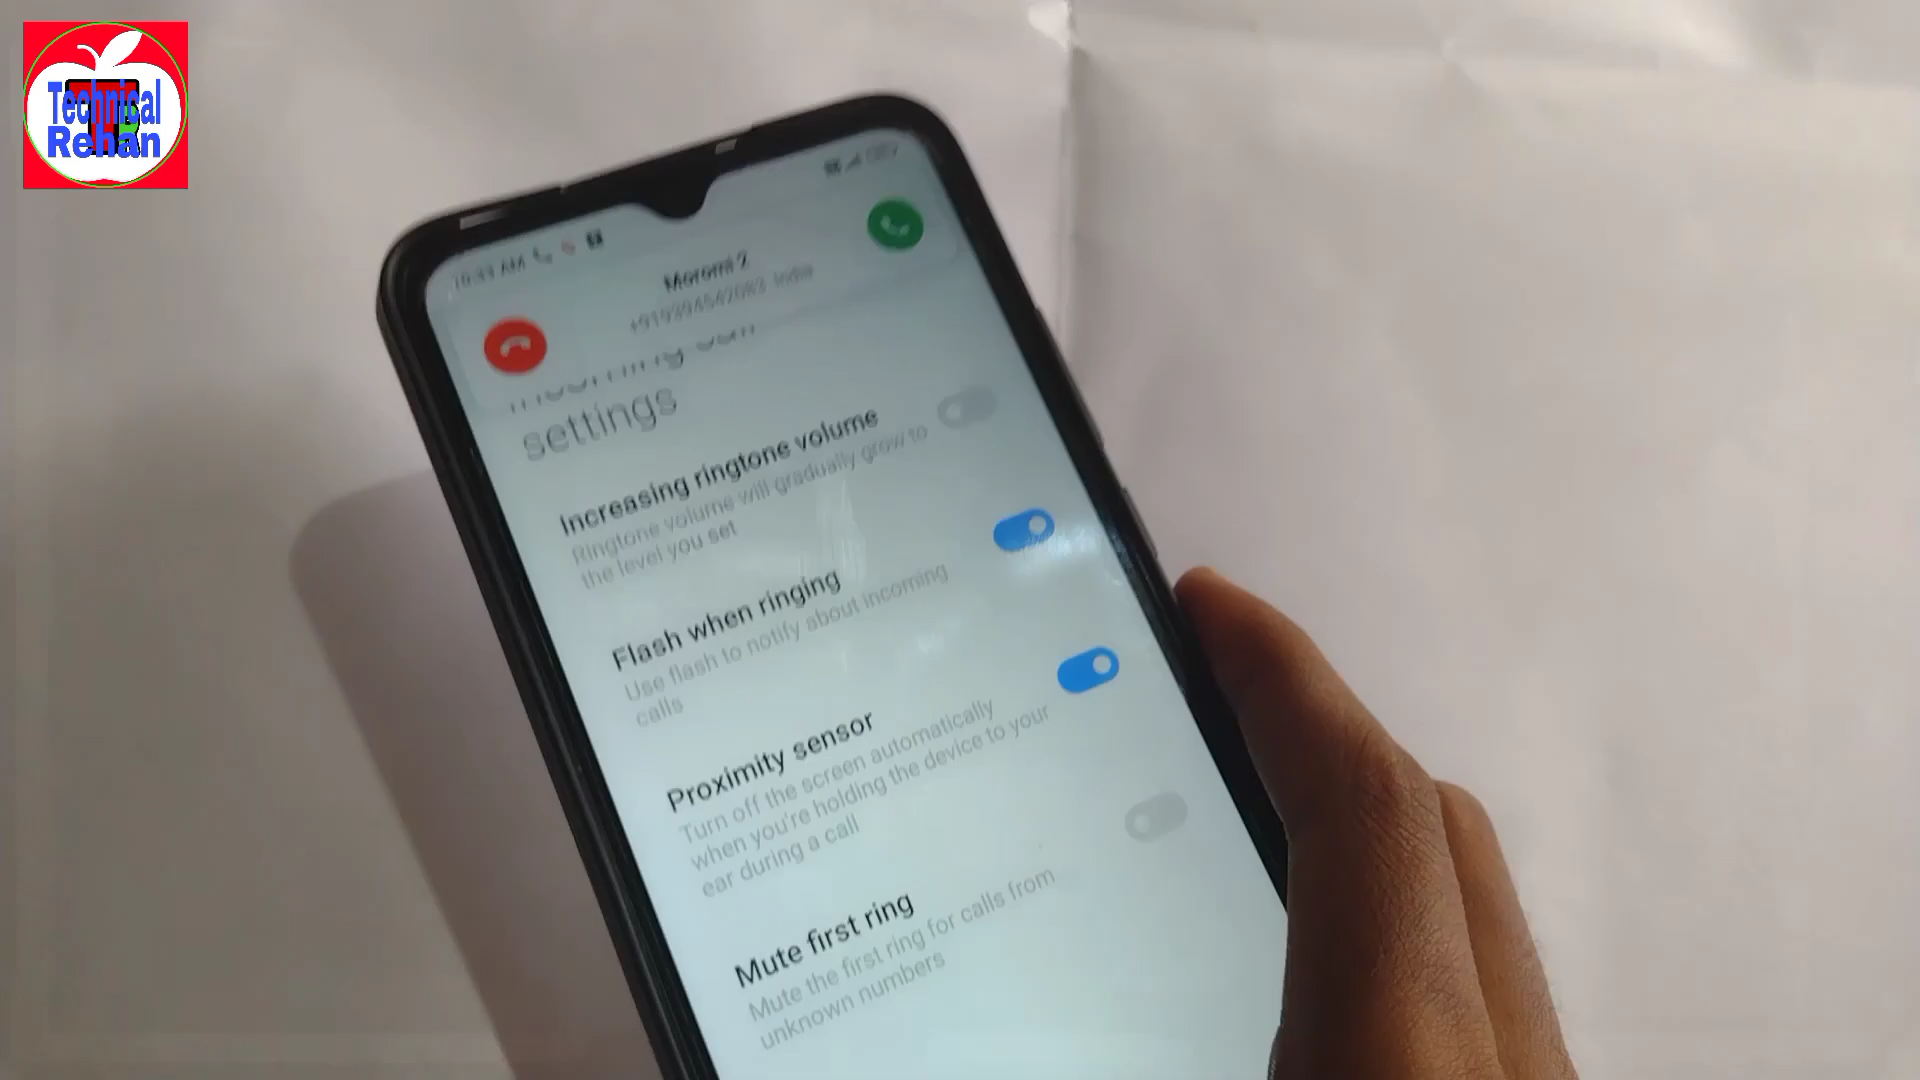 Technical
Rehan
Moromi 2
settings
Increasing ringtone volume
Ringtone volume will gradually grow to
the level you set
Flash when ringing
Use flash to notify about incoming
calls
Proximity sensor
Turn off the screen automatically
when you're holding the device to your
ear during a call
Mute first ring
Mute the first ring for calls from
unknown numbers